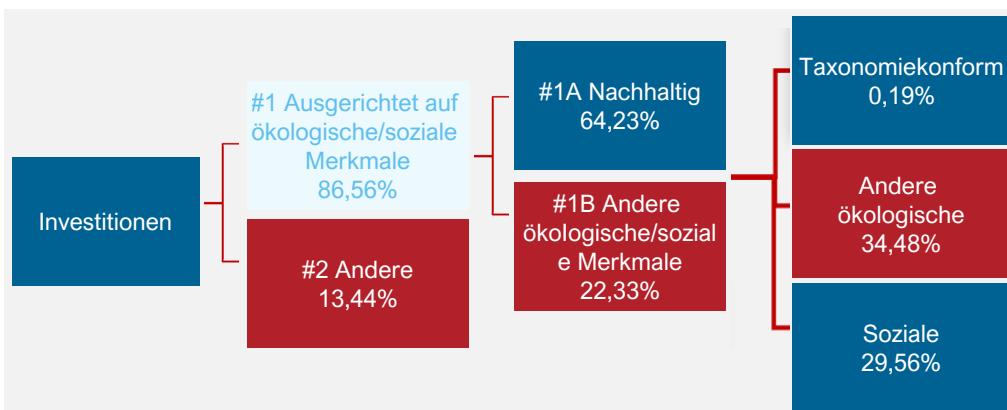 Investitionen
#1 Ausgerichtet auf
ökologische/soziale
Merkmale
86,56%
#2 Andere
13,44%
#1A Nachhaltig
64,23%
#1B Andere
ökologische/sozial
e Merkmale
22,33%
Taxonomiekonform
0,19%
Andere
ökologische
34,48%
Soziale
29,56%